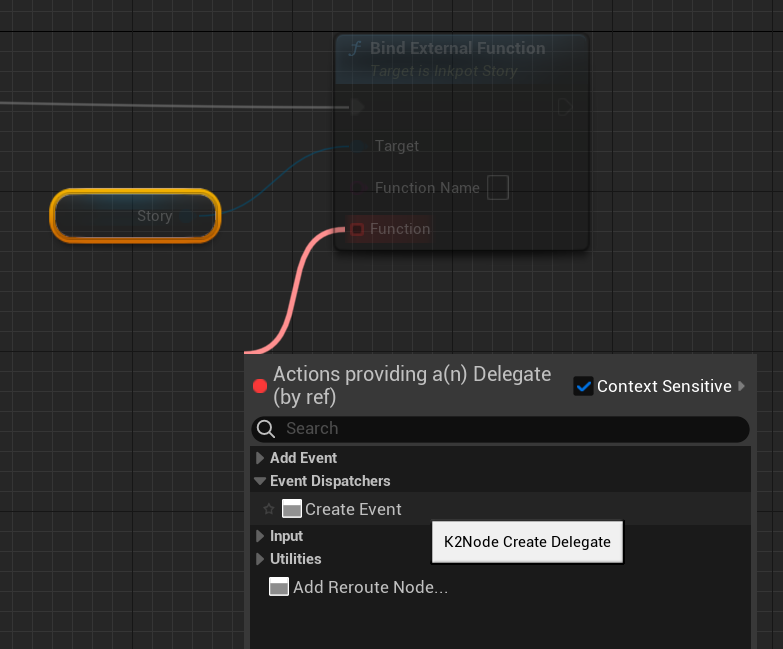 Bind External Function
Target is Inkpot Story
Target
Story
Function Name
Function
Actions providing a(n) Delegate
(by ref)
Context Sensitive
Search
Add Event
Event Dispatchers
Create Event
Input
K2Node Create Delegate
Utilities
Add Reroute Node...